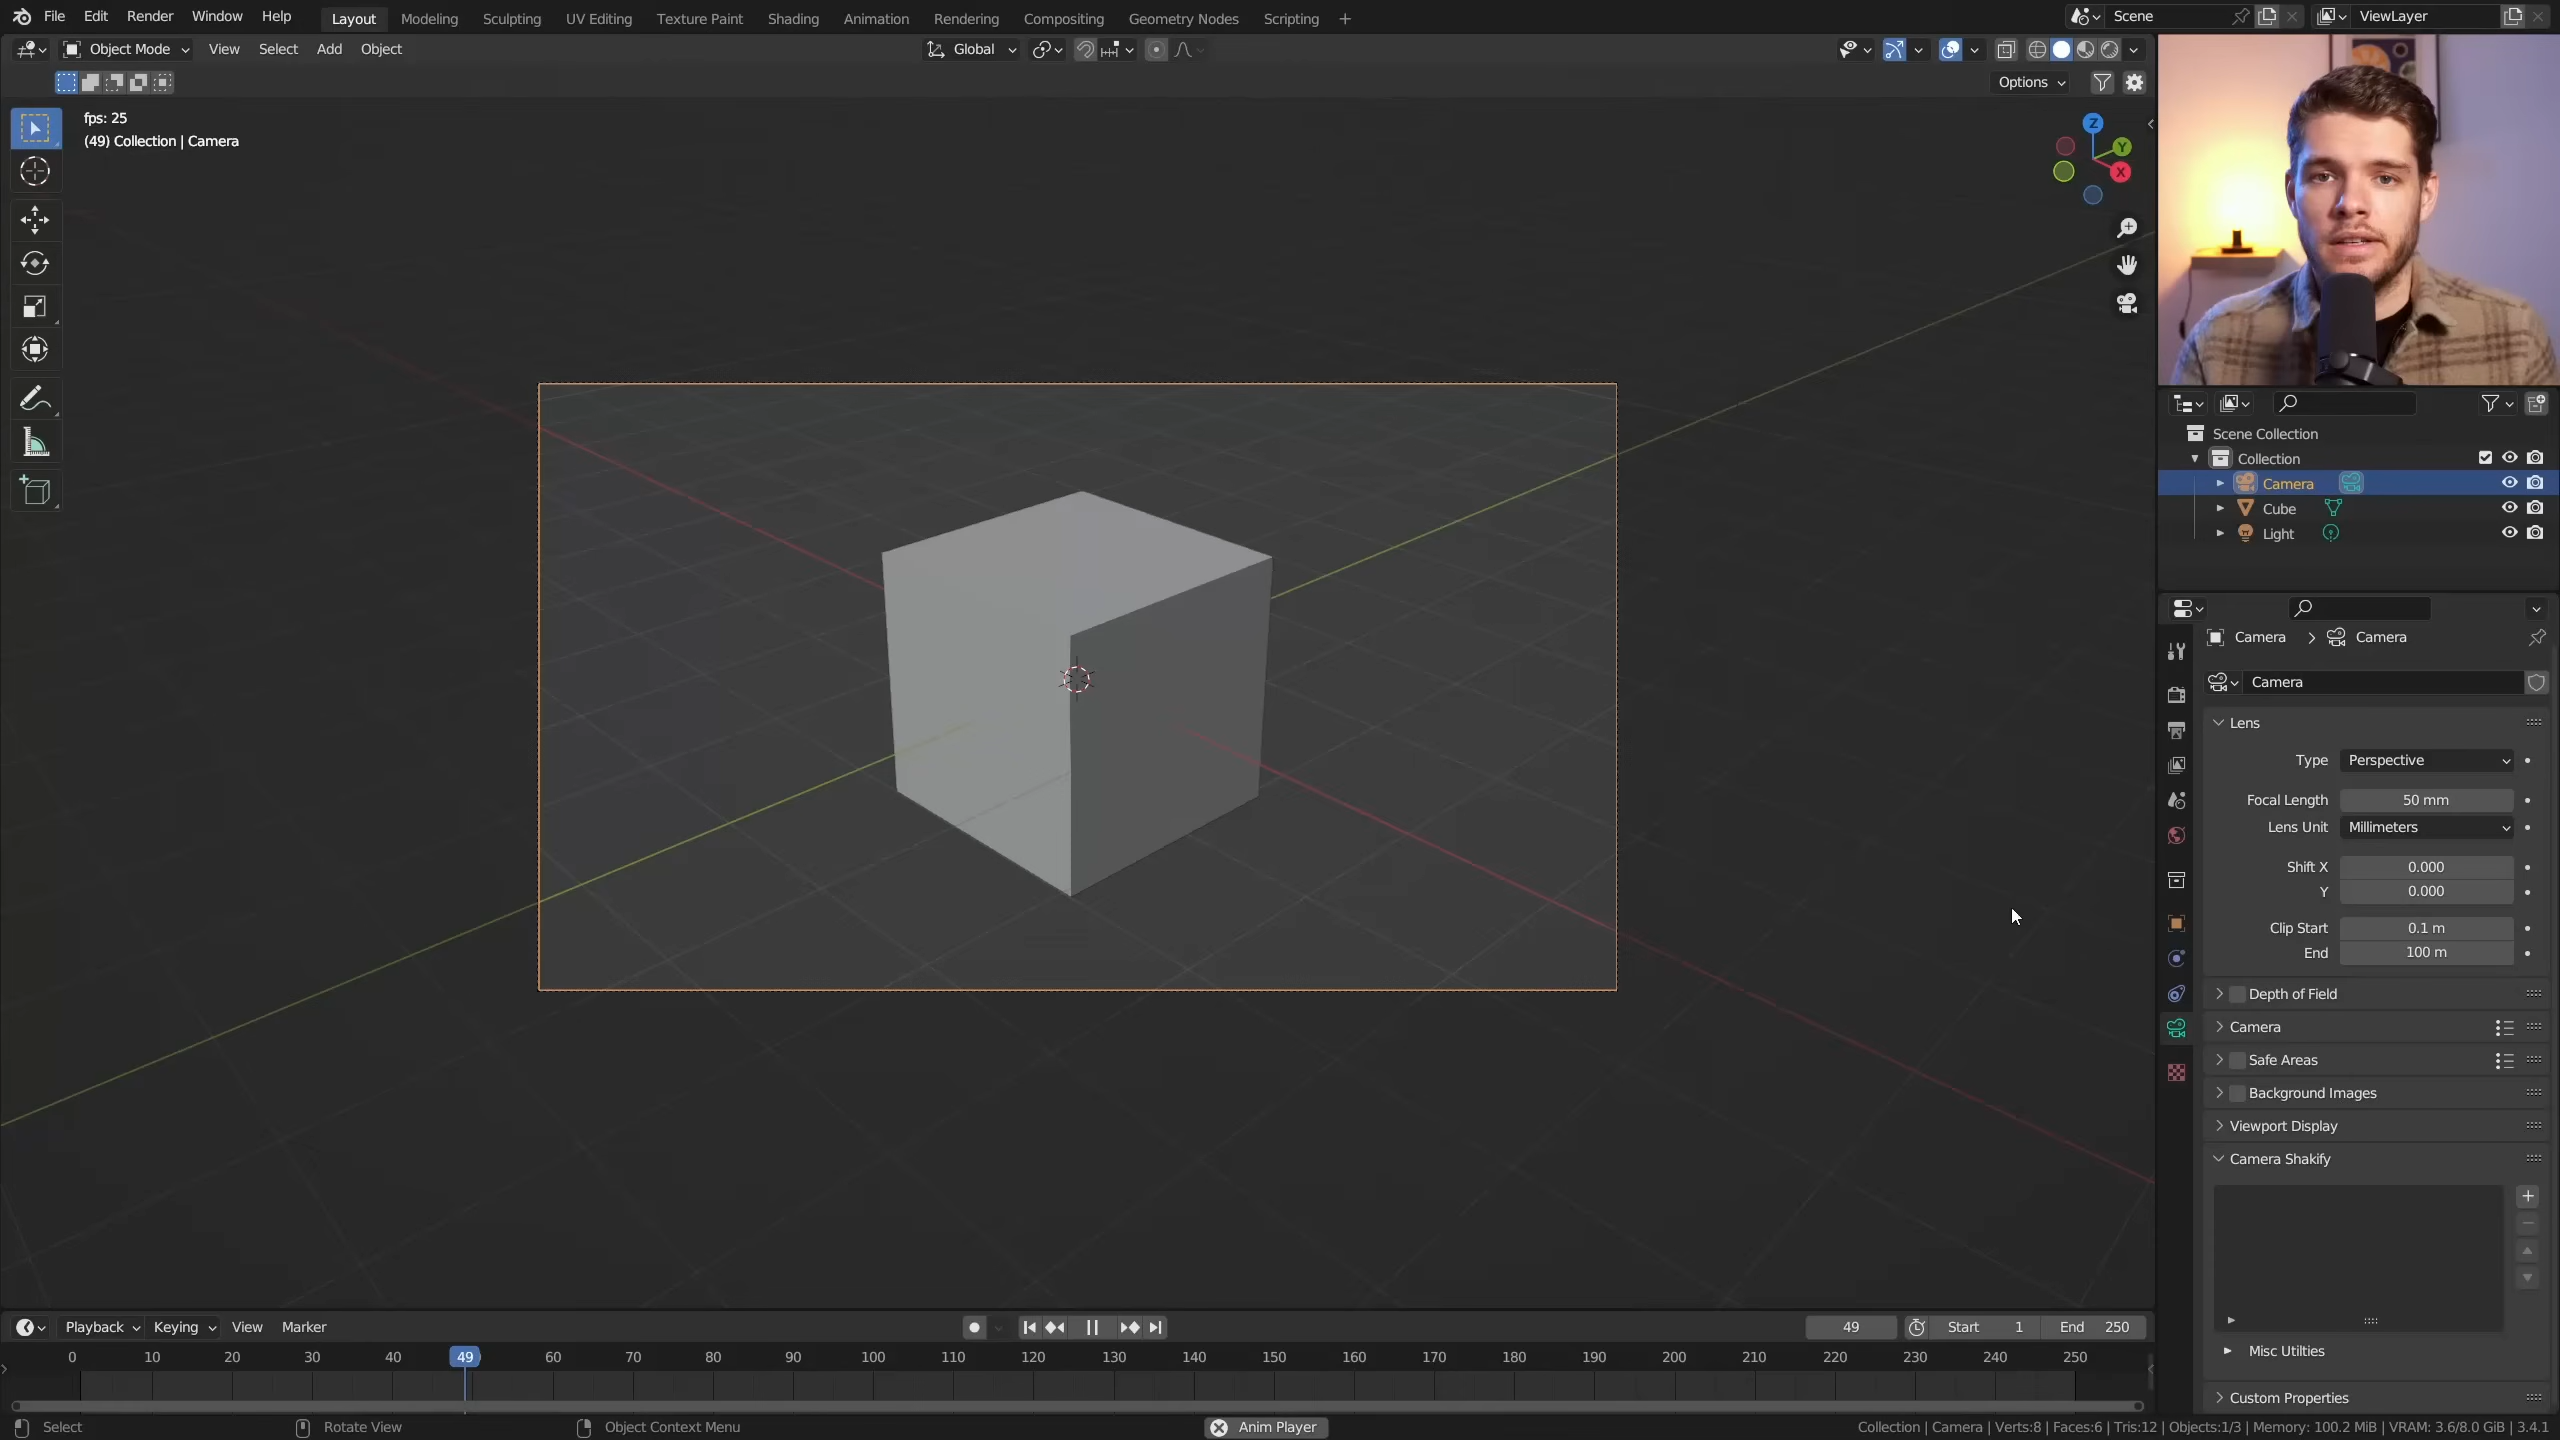 File Edit Render Window Help Layout Modeling Sculpting UV Editing Texture Paint Shading Animation Rendering Compositing Geometry Nodes Scripting + Scene ViewLayer
Object Mode View Select Add Object Global
Options
fps: 25
(49) Collection | Camera
Z
Y
X
Scene Collection
Collection
Camera
Cube
Light
Camera > Camera
Camera
Lens
Type Perspective
Focal Length 50 mm
Lens Unit Millimeters
Shift X 0.000
Y 0.000
Clip Start 0.1 m
End 100 m
Depth of Field
Camera
Safe Areas
Background Images
Viewport Display
Camera Shakify
Misc Utilties
Custom Properties
Playback Keying View Marker 49 Start 1 End 250
0 10 20 30 40 49 60 70 80 90 100 110 120 130 140 150 160 170 180 190 200 210 220 230 240 250
Select Rotate View Object Context Menu Anim Player Collection | Camera | Verts:8 | Faces:6 | Tris:12 | Objects:1/3 | Memory: 100.2 MiB | VRAM: 3.6/8.0 GiB | 3.4.1